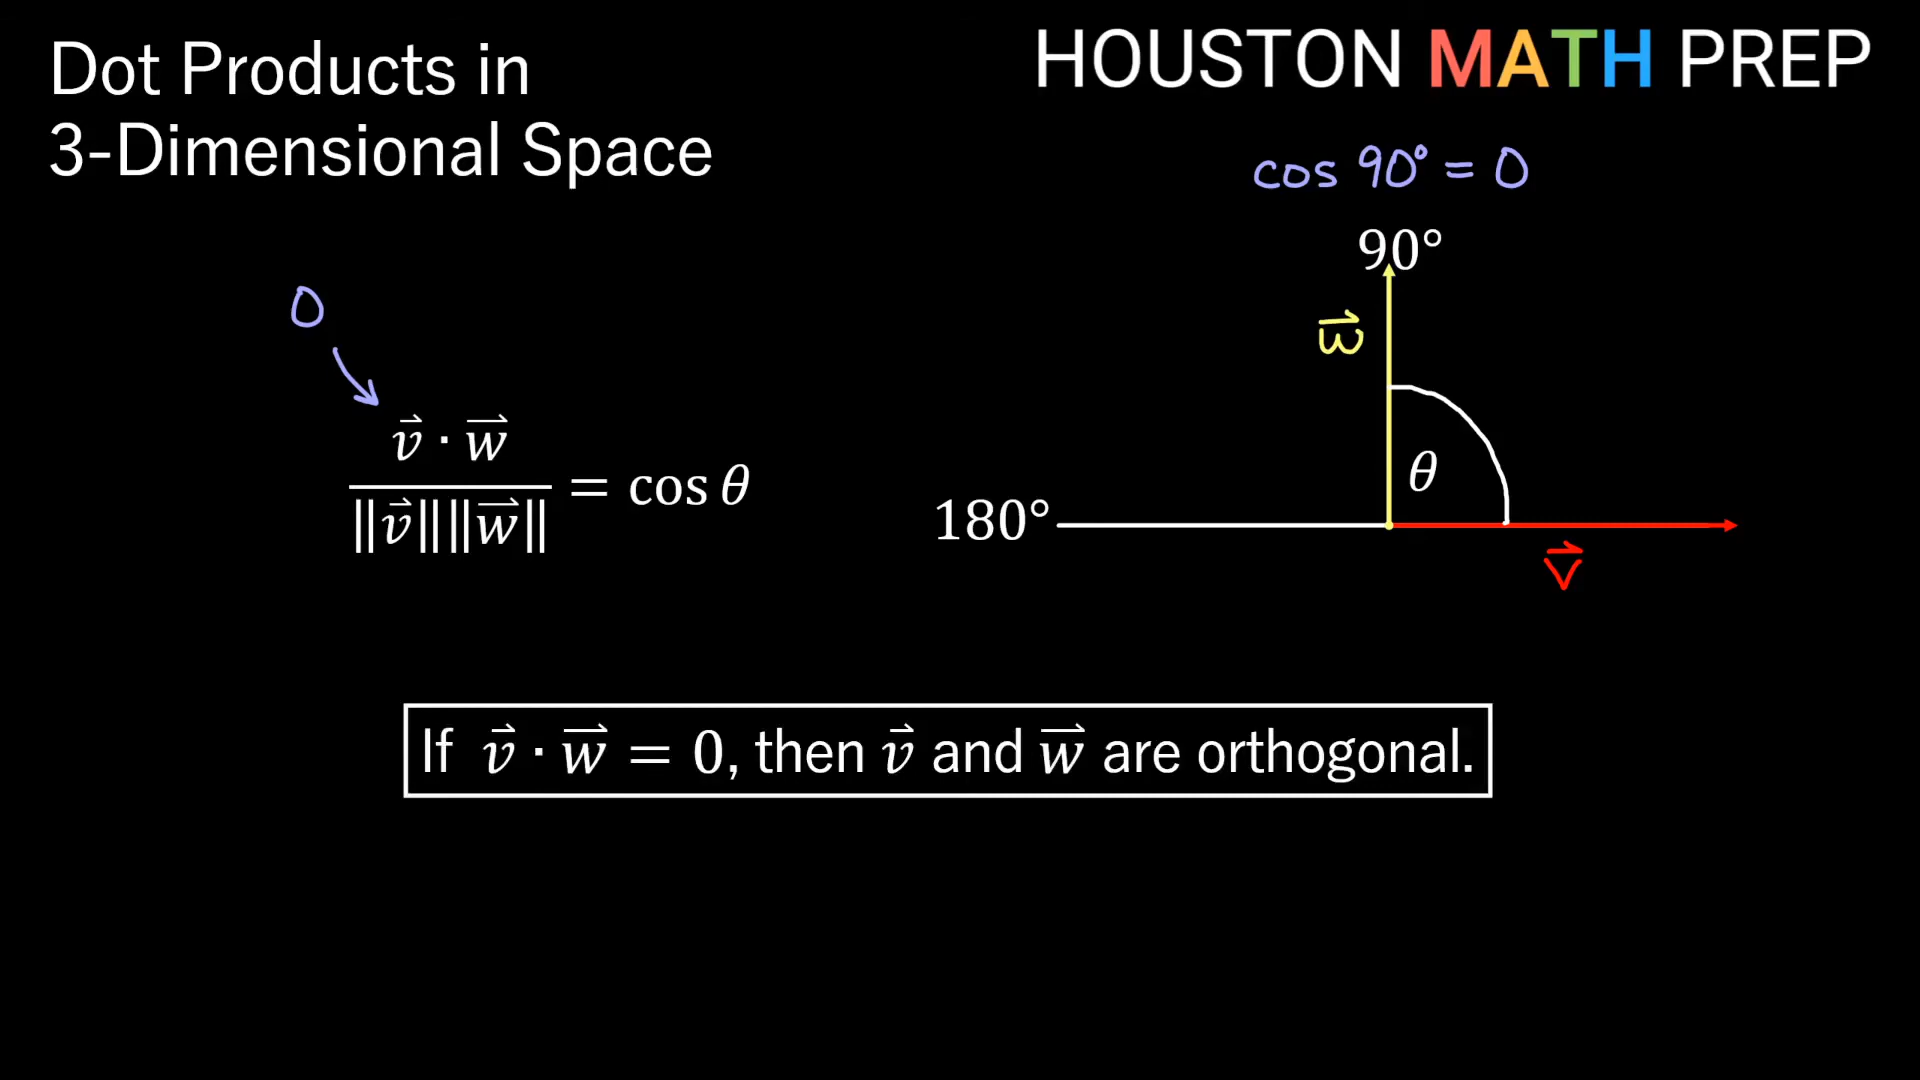 Dot Products in
3-Dimensional Space
HOUSTON MATH PREP
cos 90° = 0
90°
w⃗
θ
180°
v⃗
0
v⃗ · w⃗
‖v⃗‖‖w⃗‖ = cos θ
If v⃗ · w⃗ = 0, then v⃗ and w⃗ are orthogonal.